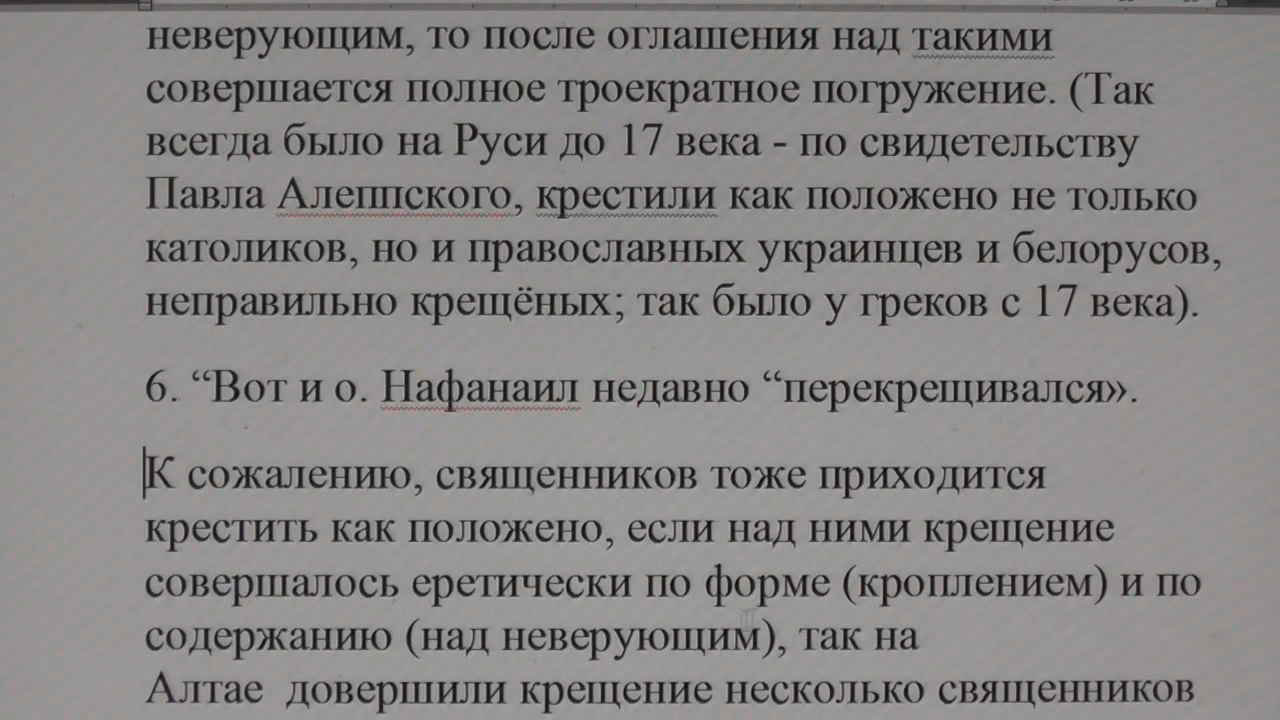 неверующим, то после оглашения над такими
совершается полное троекратное погружение. (Так
всегда было на Руси до 17 века - по свидетельству
Павла Алеппского, крестили как положено не только
католиков, но и православных украинцев и белорусов,
неправильно крещёных; так было у греков с 17 века).
6. “Вот и о. Нафанаил недавно “перекрещивался».
К сожалению, священников тоже приходится
крестить как положено, если над ними крещение
совершалось еретически по форме (кроплением) и по
содержанию (над неверующим), так на
Алтае  довершили крещение несколько священников